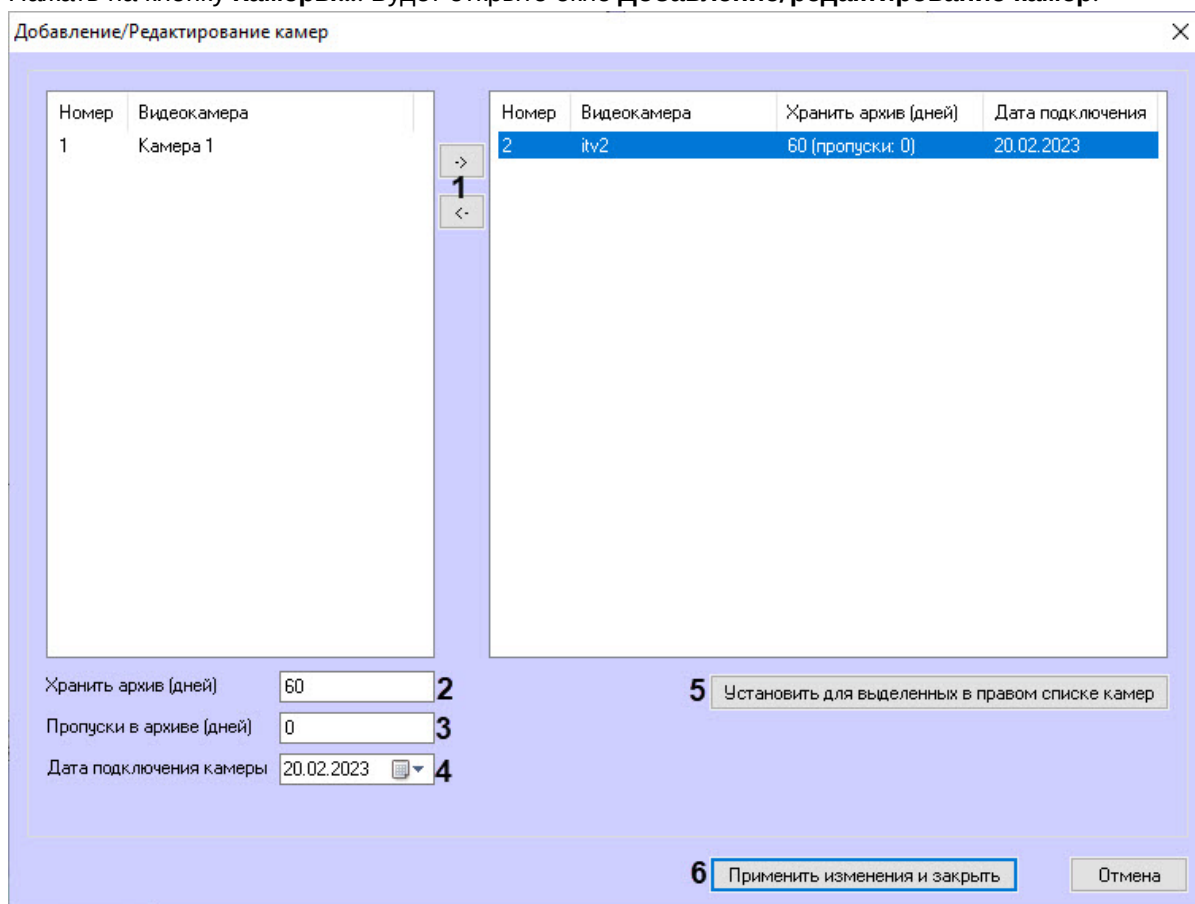 Добавление/Редактирование камер
Номер Видеокамера
1 Камера 1
->
1
<-
Номер Видеокамера Хранить архив (дней) Дата подключения
2 itv2 60 (пропуски: 0) 20.02.2023
Хранить архив (дней) 60 2
Пропуски в архиве (дней) 0 3
Дата подключения камеры 20.02.2023 4
5 Установить для выделенных в правом списке камер
6 Применить изменения и закрыть Отмена